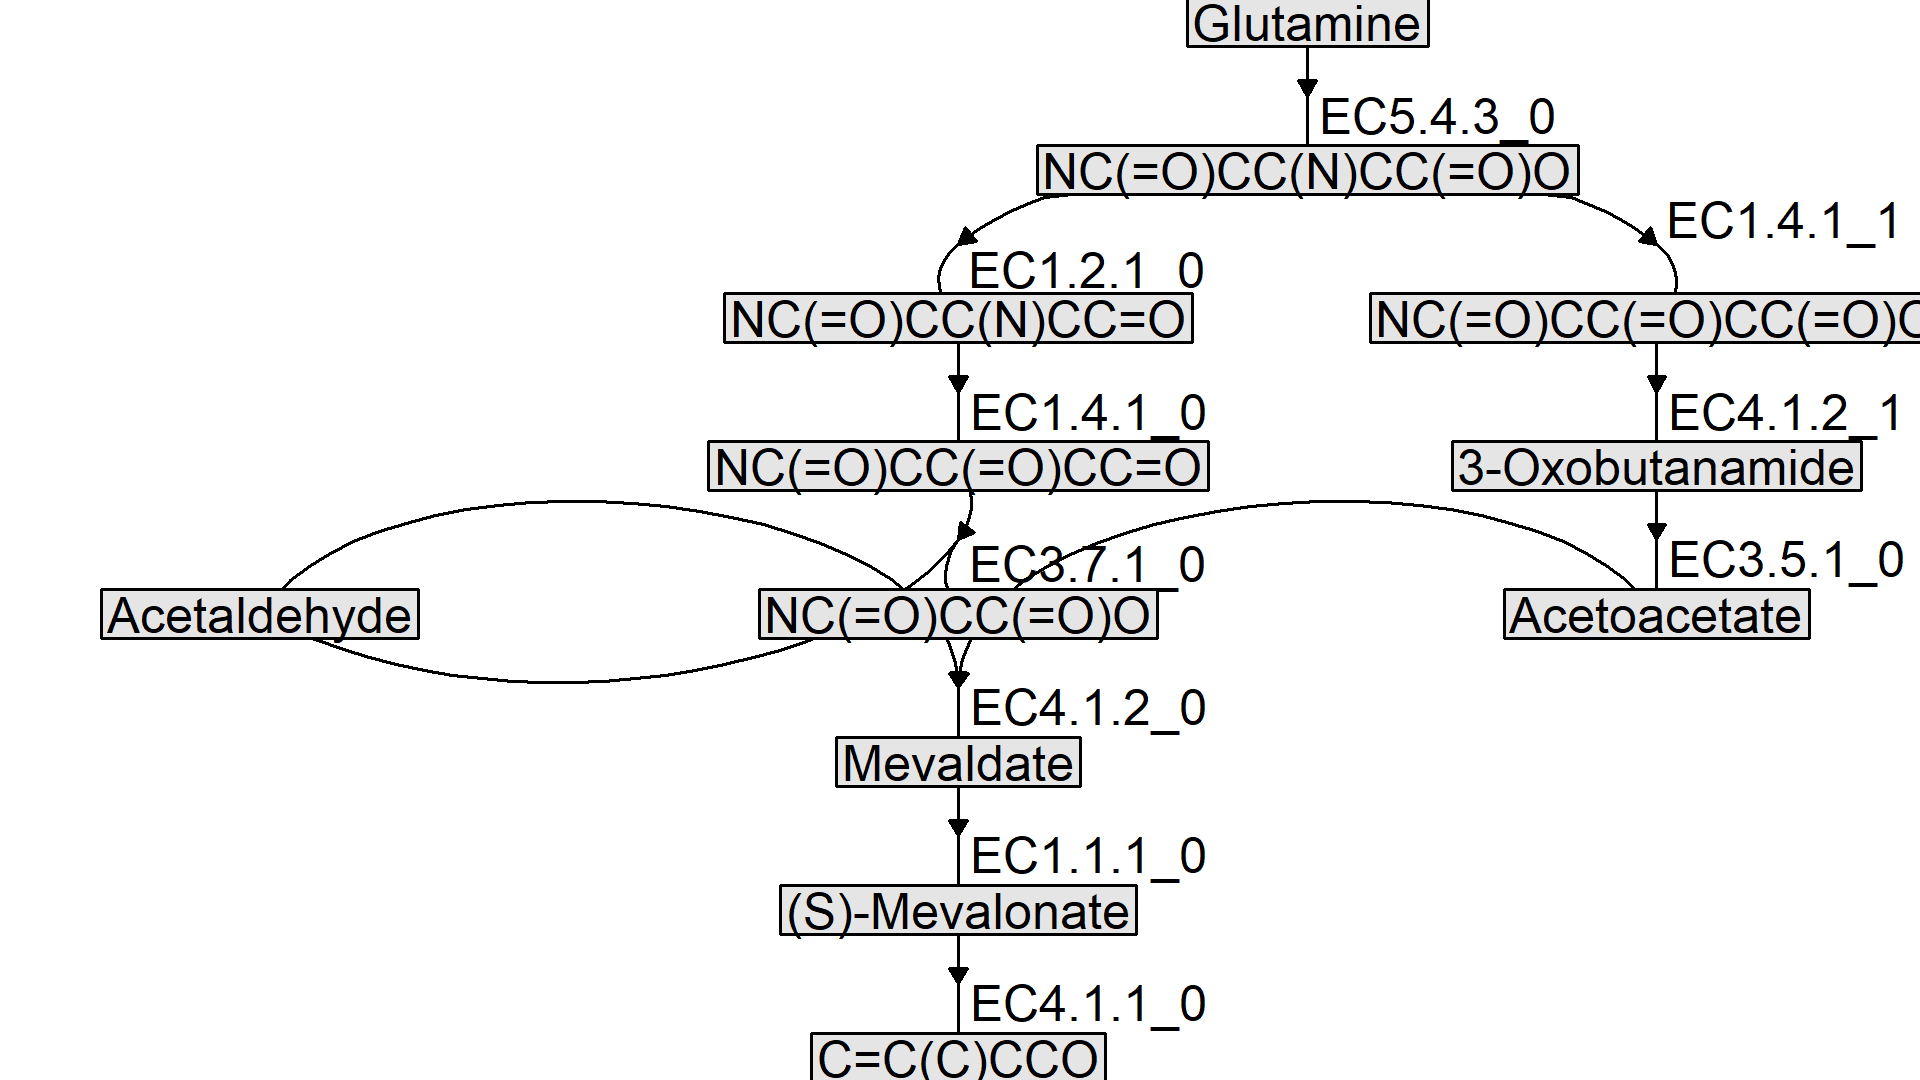 Glutamine
EC5.4.3_0
NC(=O)CC(N)CC(=O)O
EC1.4.1_1
EC1.2.1_0
NC(=O)CC(N)CC=O
NC(=O)CC(=O)CC(=O)O
EC1.4.1_0
EC4.1.2_1
NC(=O)CC(=O)CC=O
3-Oxobutanamide
EC3.7.1_0
EC3.5.1_0
Acetaldehyde
NC(=O)CC(=O)O
Acetoacetate
EC4.1.2_0
Mevaldate
EC1.1.1_0
(S)-Mevalonate
EC4.1.1_0
C=C(C)CCO